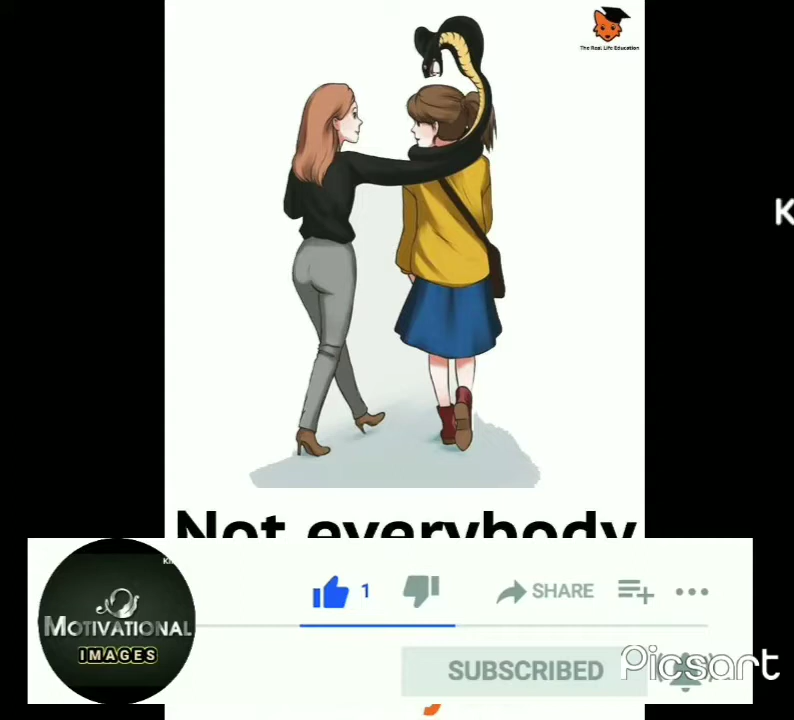 The Real Life Education
K
Not everybody
MOTIVATIONAL
IMAGES
1
SHARE
SUBSCRIBED
Picsart